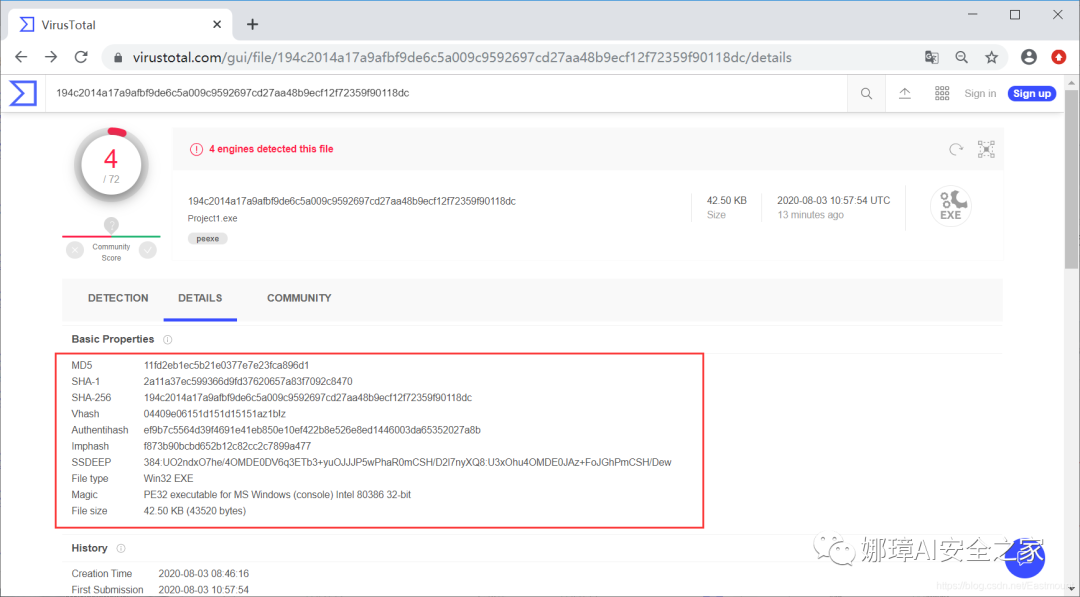 VirusTotal
virustotal.com/gui/file/194c2014a17a9afbf9de6c5a009c9592697cd27aa48b9ecf12f72359f90118dc/details
194c2014a17a9afbf9de6c5a009c9592697cd27aa48b9ecf12f72359f90118dc
Sign in
Sign up
4
/ 72
4 engines detected this file
194c2014a17a9afbf9de6c5a009c9592697cd27aa48b9ecf12f72359f90118dc
Project1.exe
peexe
42.50 KB
Size
2020-08-03 10:57:54 UTC
13 minutes ago
EXE
?
Community
Score
DETECTION DETAILS COMMUNITY
Basic Properties
MD5 11fd2eb1ec5b21e0377e7e23fca896d1
SHA-1 2a11a37ec599366d9fd37620657a83f7092c8470
SHA-256 194c2014a17a9afbf9de6c5a009c9592697cd27aa48b9ecf12f72359f90118dc
Vhash 04409e06151d151d15151az1blz
Authentihash ef9b7c5564d39f4691e41eb850e10ef422b8e526e8ed1446003da65352027a8b
Imphash f873b90bcbd652b12c82cc2c7899a477
SSDEEP 384:UO2ndxO7he/4OMDE0DV6q3ETb3+yuOJJJP5wPhaR0mCSH/D2l7nyXQ8:U3xOhu4OMDE0JAz+FoJGhPmCSH/Dew
File type Win32 EXE
Magic PE32 executable for MS Windows (console) Intel 80386 32-bit
File size 42.50 KB (43520 bytes)
History
Creation Time 2020-08-03 08:46:16
First Submission 2020-08-03 10:57:54
娜璋AI安全之家